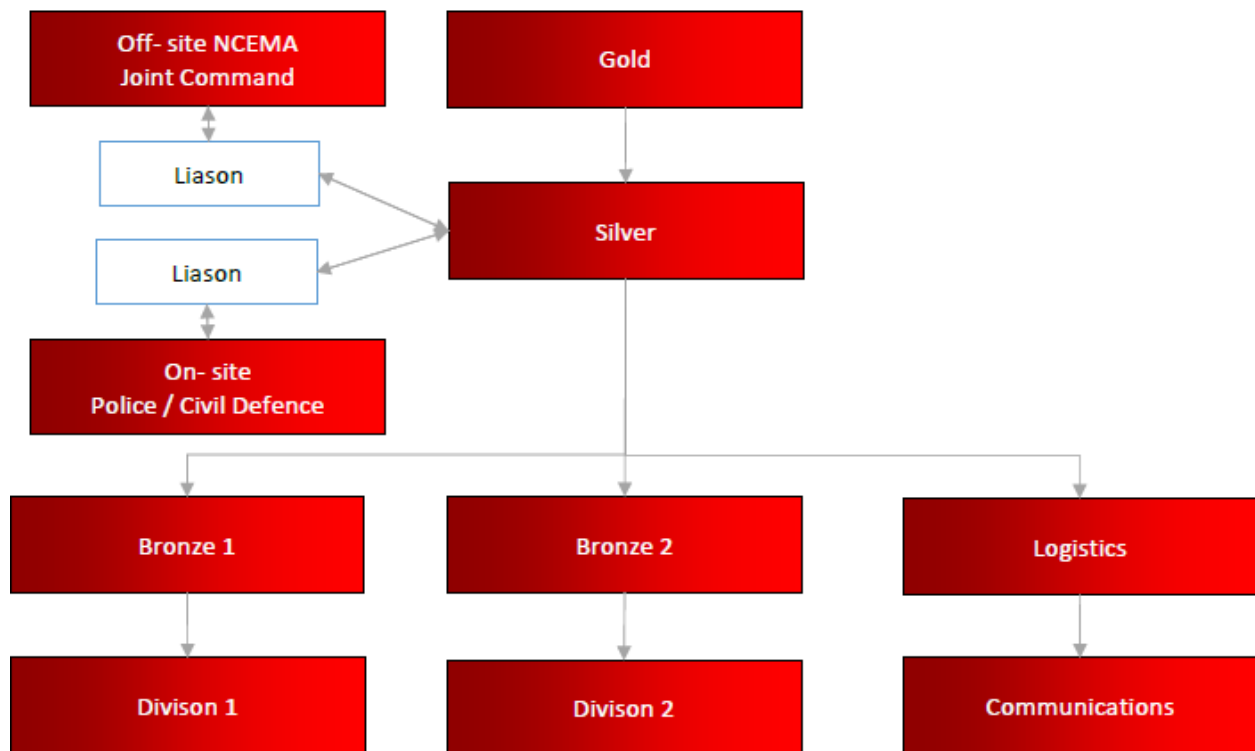 Off- site NCEMA
Joint Command
Gold
Liason
Silver
Liason
On- site
Police / Civil Defence
Bronze 1
Bronze 2
Logistics
Divison 1
Divison 2
Communications